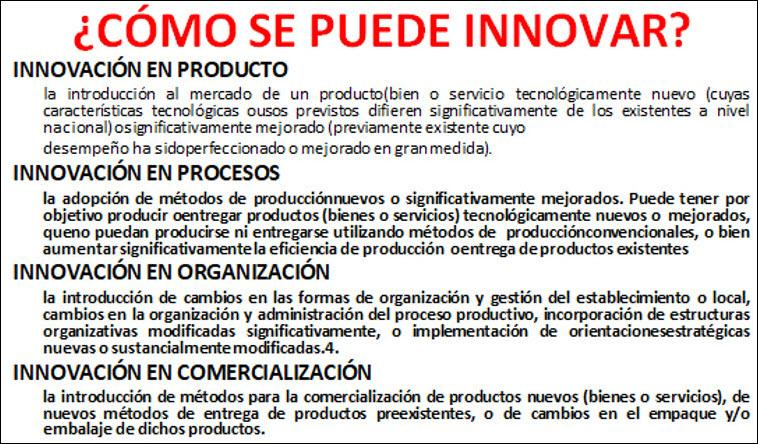 ¿CÓMO SE PUEDE INNOVAR?
INNOVACIÓN EN PRODUCTO
la introducción al mercado de un producto(bien o servicio tecnológicamente nuevo (cuyas
características tecnológicas ousos previstos difieren significativamente de los existentes a nivel
nacional) osignificativamente mejorado (previamente existente cuyo
desempeño ha sidoperfeccionado o mejorado en gran medida).
INNOVACIÓN EN PROCESOS
la adopción de métodos de producciónnuevos o significativamente mejorados. Puede tener por
objetivo producir oentregar productos (bienes o servicios) tecnológicamente nuevos o mejorados,
queno puedan producirse ni entregarse utilizando métodos de producciónconvencionales, o bien
aumentar significativamente la eficiencia de producción oentrega de productos existentes
INNOVACIÓN EN ORGANIZACIÓN
la introducción de cambios en las formas de organización y gestión del establecimiento o local,
cambios en la organización y administración del proceso productivo, incorporación de estructuras
organizativas modificadas significativamente, o implementación de orientacionesestratégicas
nuevas o sustancialmente modificadas.4.
INNOVACIÓN EN COMERCIALIZACIÓN
la introducción de métodos para la comercialización de productos nuevos (bienes o servicios), de
nuevos métodos de entrega de productos preexistentes, o de cambios en el empaque y/o
embalaje de dichos productos.